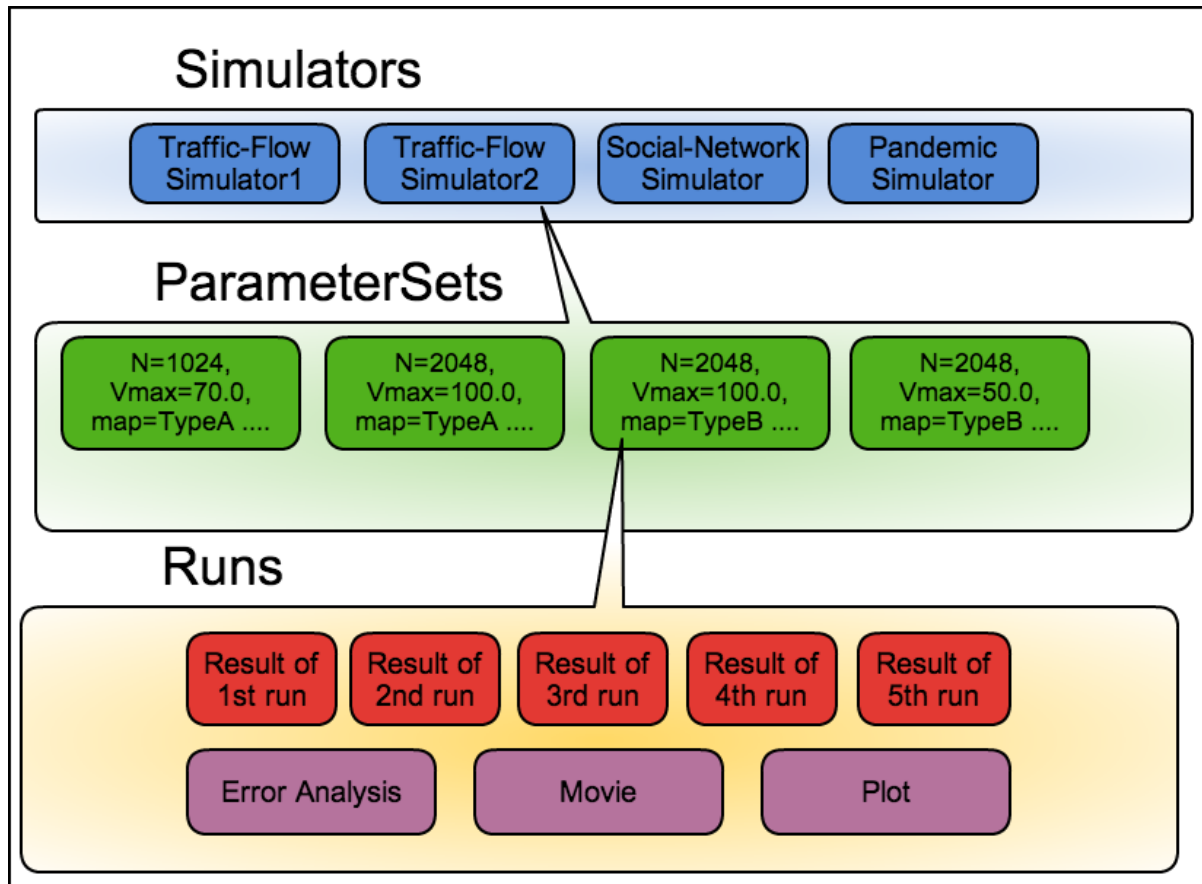 Simulators
Traffic-Flow
Simulator1
Traffic-Flow
Simulator2
Social-Network
Simulator
Pandemic
Simulator
ParameterSets
N=1024,
Vmax=70.0,
map=TypeA ....
N=2048,
Vmax=100.0,
map=TypeA ....
N=2048,
Vmax=100.0,
map=TypeB ....
N=2048,
Vmax=50.0,
map=TypeB ....
Runs
Result of
1st run
Result of
2nd run
Result of
3rd run
Result of
4th run
Result of
5th run
Error Analysis
Movie
Plot